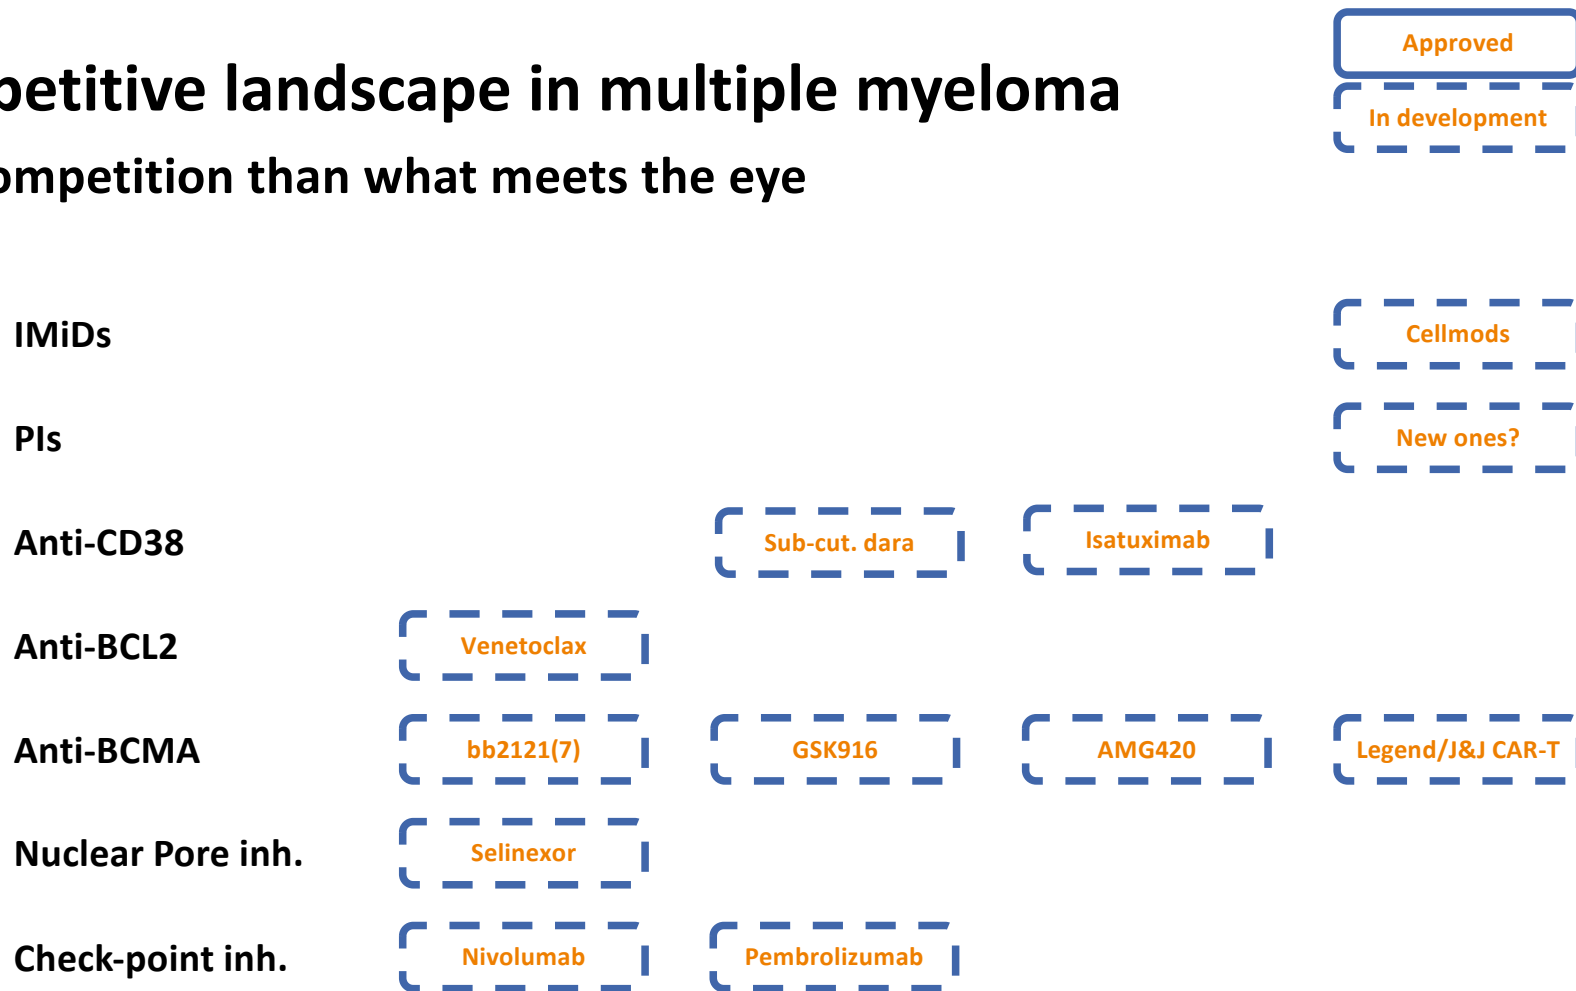 Approved
petitive landscape in multiple myeloma
In development
ompetition than what meets the eye
IMiDs
Cellmods
PIs
New ones?
Anti-CD38
Sub-cut. dara
Isatuximab
Anti-BCL2
Venetoclax
Anti-BCMA
bb2121(7)
GSK916
AMG420
Legend/J&J CAR-T
Nuclear Pore inh.
Selinexor
Check-point inh.
Nivolumab
Pembrolizumab